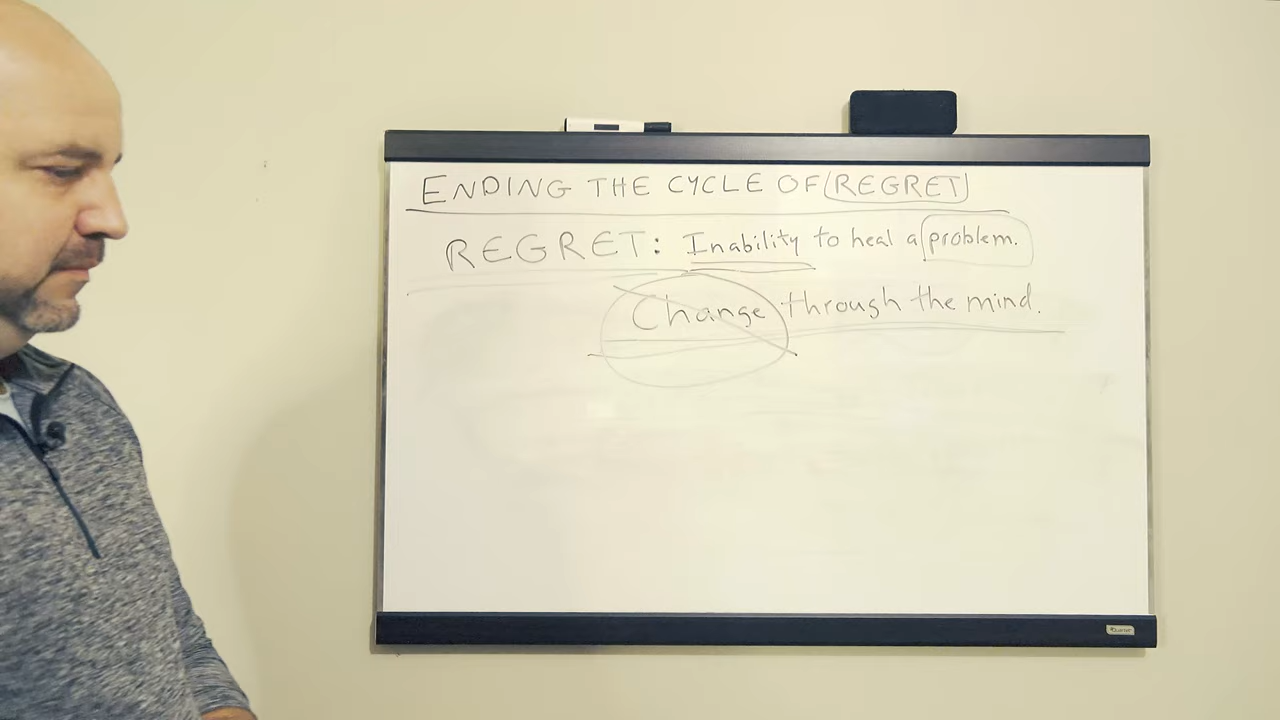 ENDING THE CYCLE OF REGRET
REGRET: Inability to heal a problem.
Change through the mind.